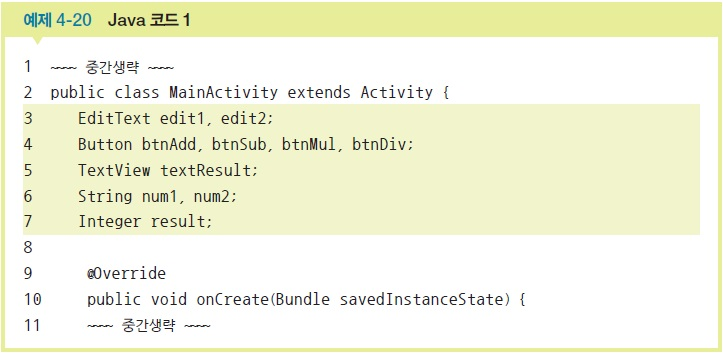 예제 4-20 Java 코드 1
1 ~~~~ 중간생략 ~~~~
2 public class MainActivity extends Activity {
3 EditText edit1, edit2;
4 Button btnAdd, btnSub, btnMul, btnDiv;
5 TextView textResult;
6 String num1, num2;
7 Integer result;
8
9 @Override
10 public void onCreate(Bundle savedInstanceState) {
11 ~~~~ 중간생략 ~~~~